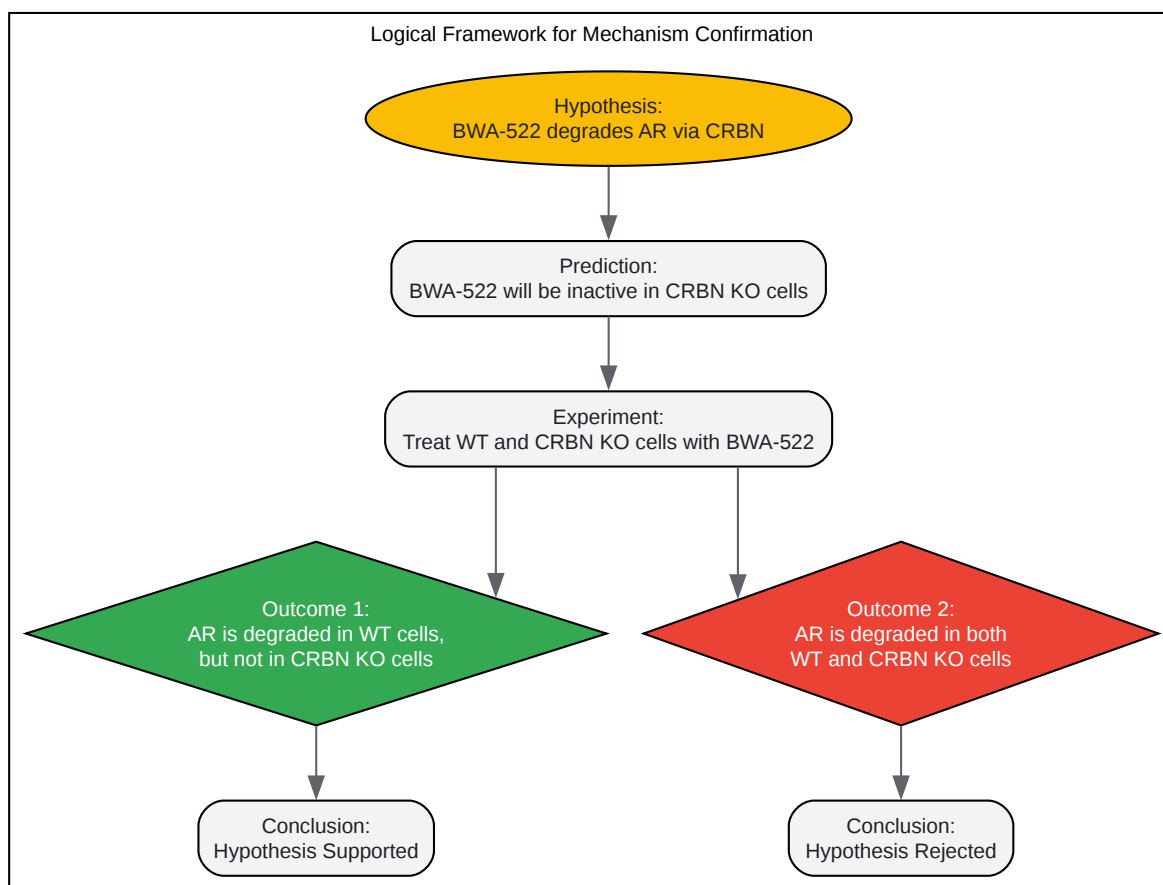 Logical Framework for Mechanism Confirmation
Hypothesis:
BWA-522 degrades AR via CRBN
Prediction:
BWA-522 will be inactive in CRBN KO cells
Experiment:
Treat WT and CRBN KO cells with BWA-522
Outcome 1:
AR is degraded in WT cells,
but not in CRBN KO cells
Outcome 2:
AR is degraded in both
WT and CRBN KO cells
Conclusion:
Hypothesis Supported
Conclusion:
Hypothesis Rejected